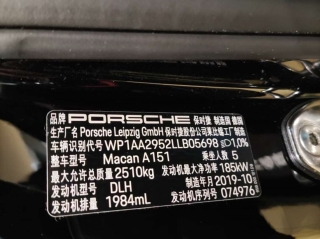 品牌 PORSCHE 保时捷 制造国 德国
生产厂名 Porsche Leipzig GmbH 保时捷股份公司莱比锡工厂制造
车辆识别代号 WP1AA2952LLB05698 1,0%
整车型号 Macan A151 乘坐人数 5
最大允许总质量 2510kg 发动机最大净功率 185kW
发动机型号 DLH 制造年月 2019-10
发动机排量 1984mL 发动机序列号 074976